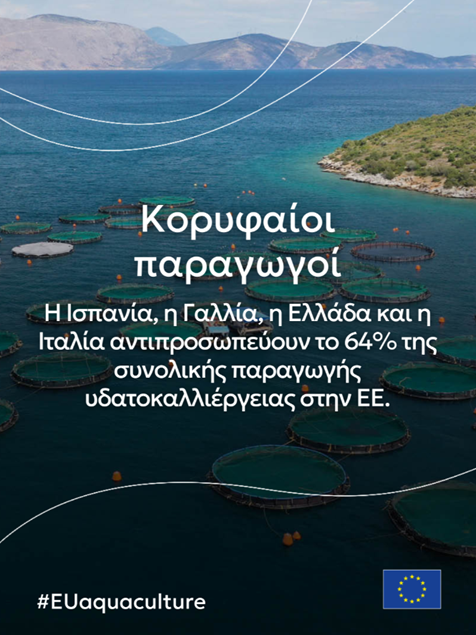 Κορυφαίοι
παραγωγοί
Η Ισπανία, η Γαλλία, η Ελλάδα και η
Ιταλία αντιπροσωπεύουν το 64% της
συνολικής παραγωγής
υδατοκαλλιέργειας στην ΕΕ.
#EUaquaculture